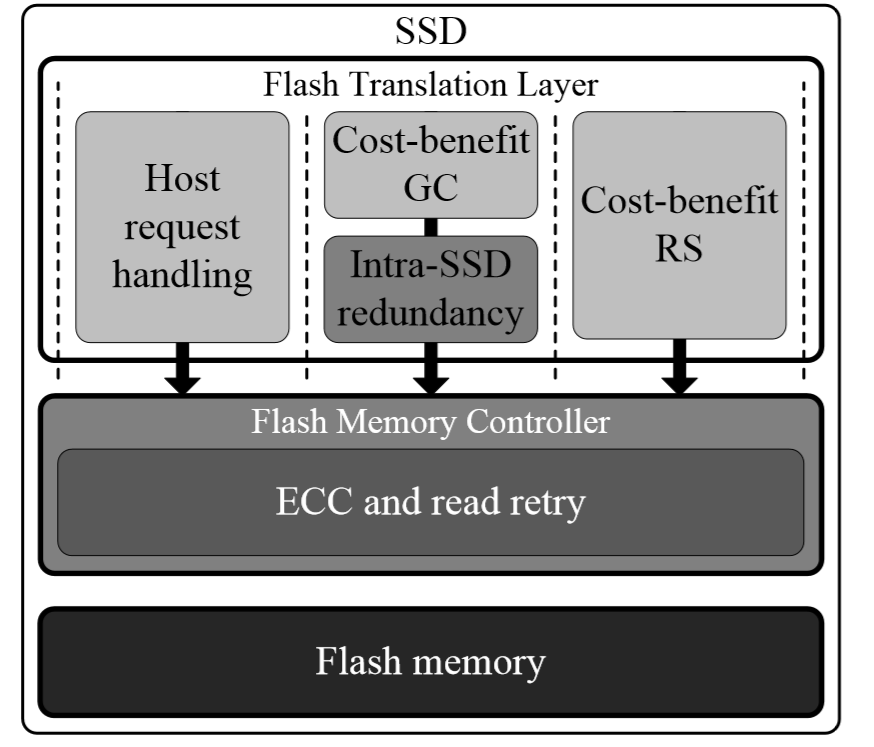 SSD
Flash Translation Layer
Host
request
handling
Cost-benefit
GC
Intra-SSD
redundancy
Cost-benefit
RS
Flash Memory Controller
ECC and read retry
Flash memory